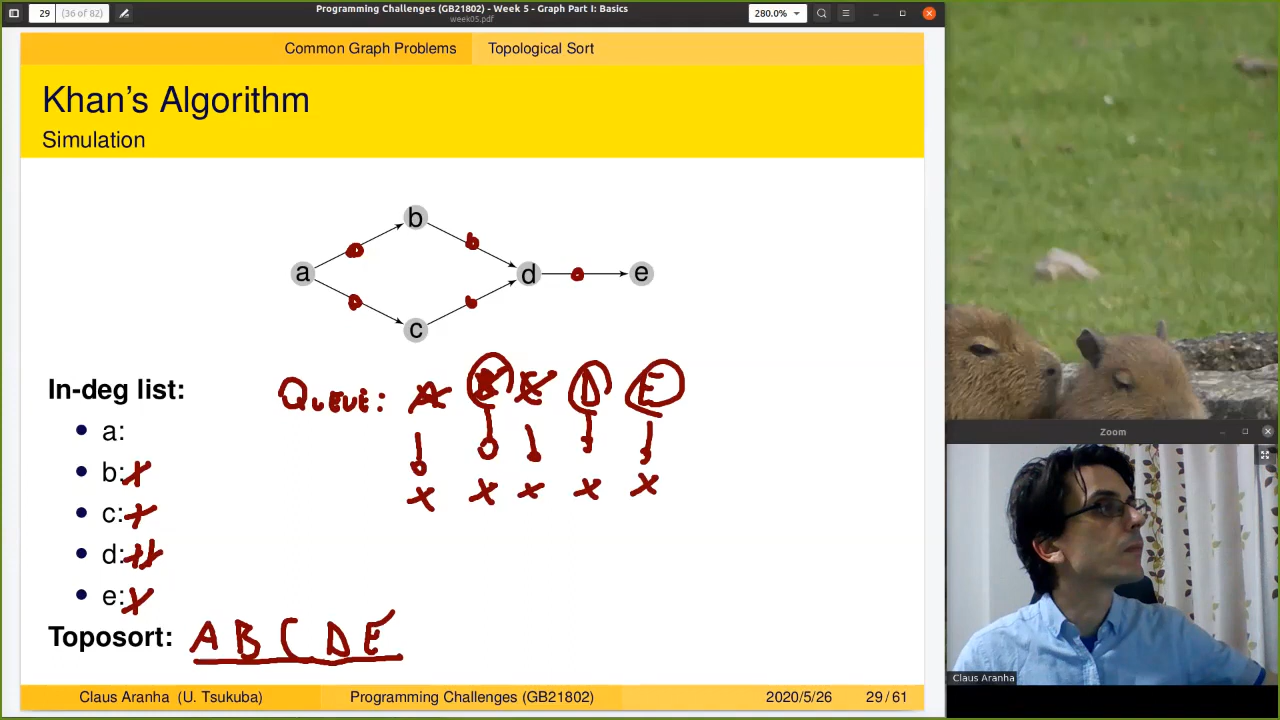 29 (36 of 82) Programming Challenges (GB21802) - Week 5 - Graph Part I: Basics 280.0%
week05.pdf
Common Graph Problems Topological Sort
Khan's Algorithm
Simulation
b
a d e
c
In-deg list: QUEUE: A B C D E
a:
b:
c:
d:
e:
X X X X X
Toposort: A B C D E
Claus Aranha (U. Tsukuba) Programming Challenges (GB21802) 2020/5/26 29 / 61
Zoom
Claus Aranha